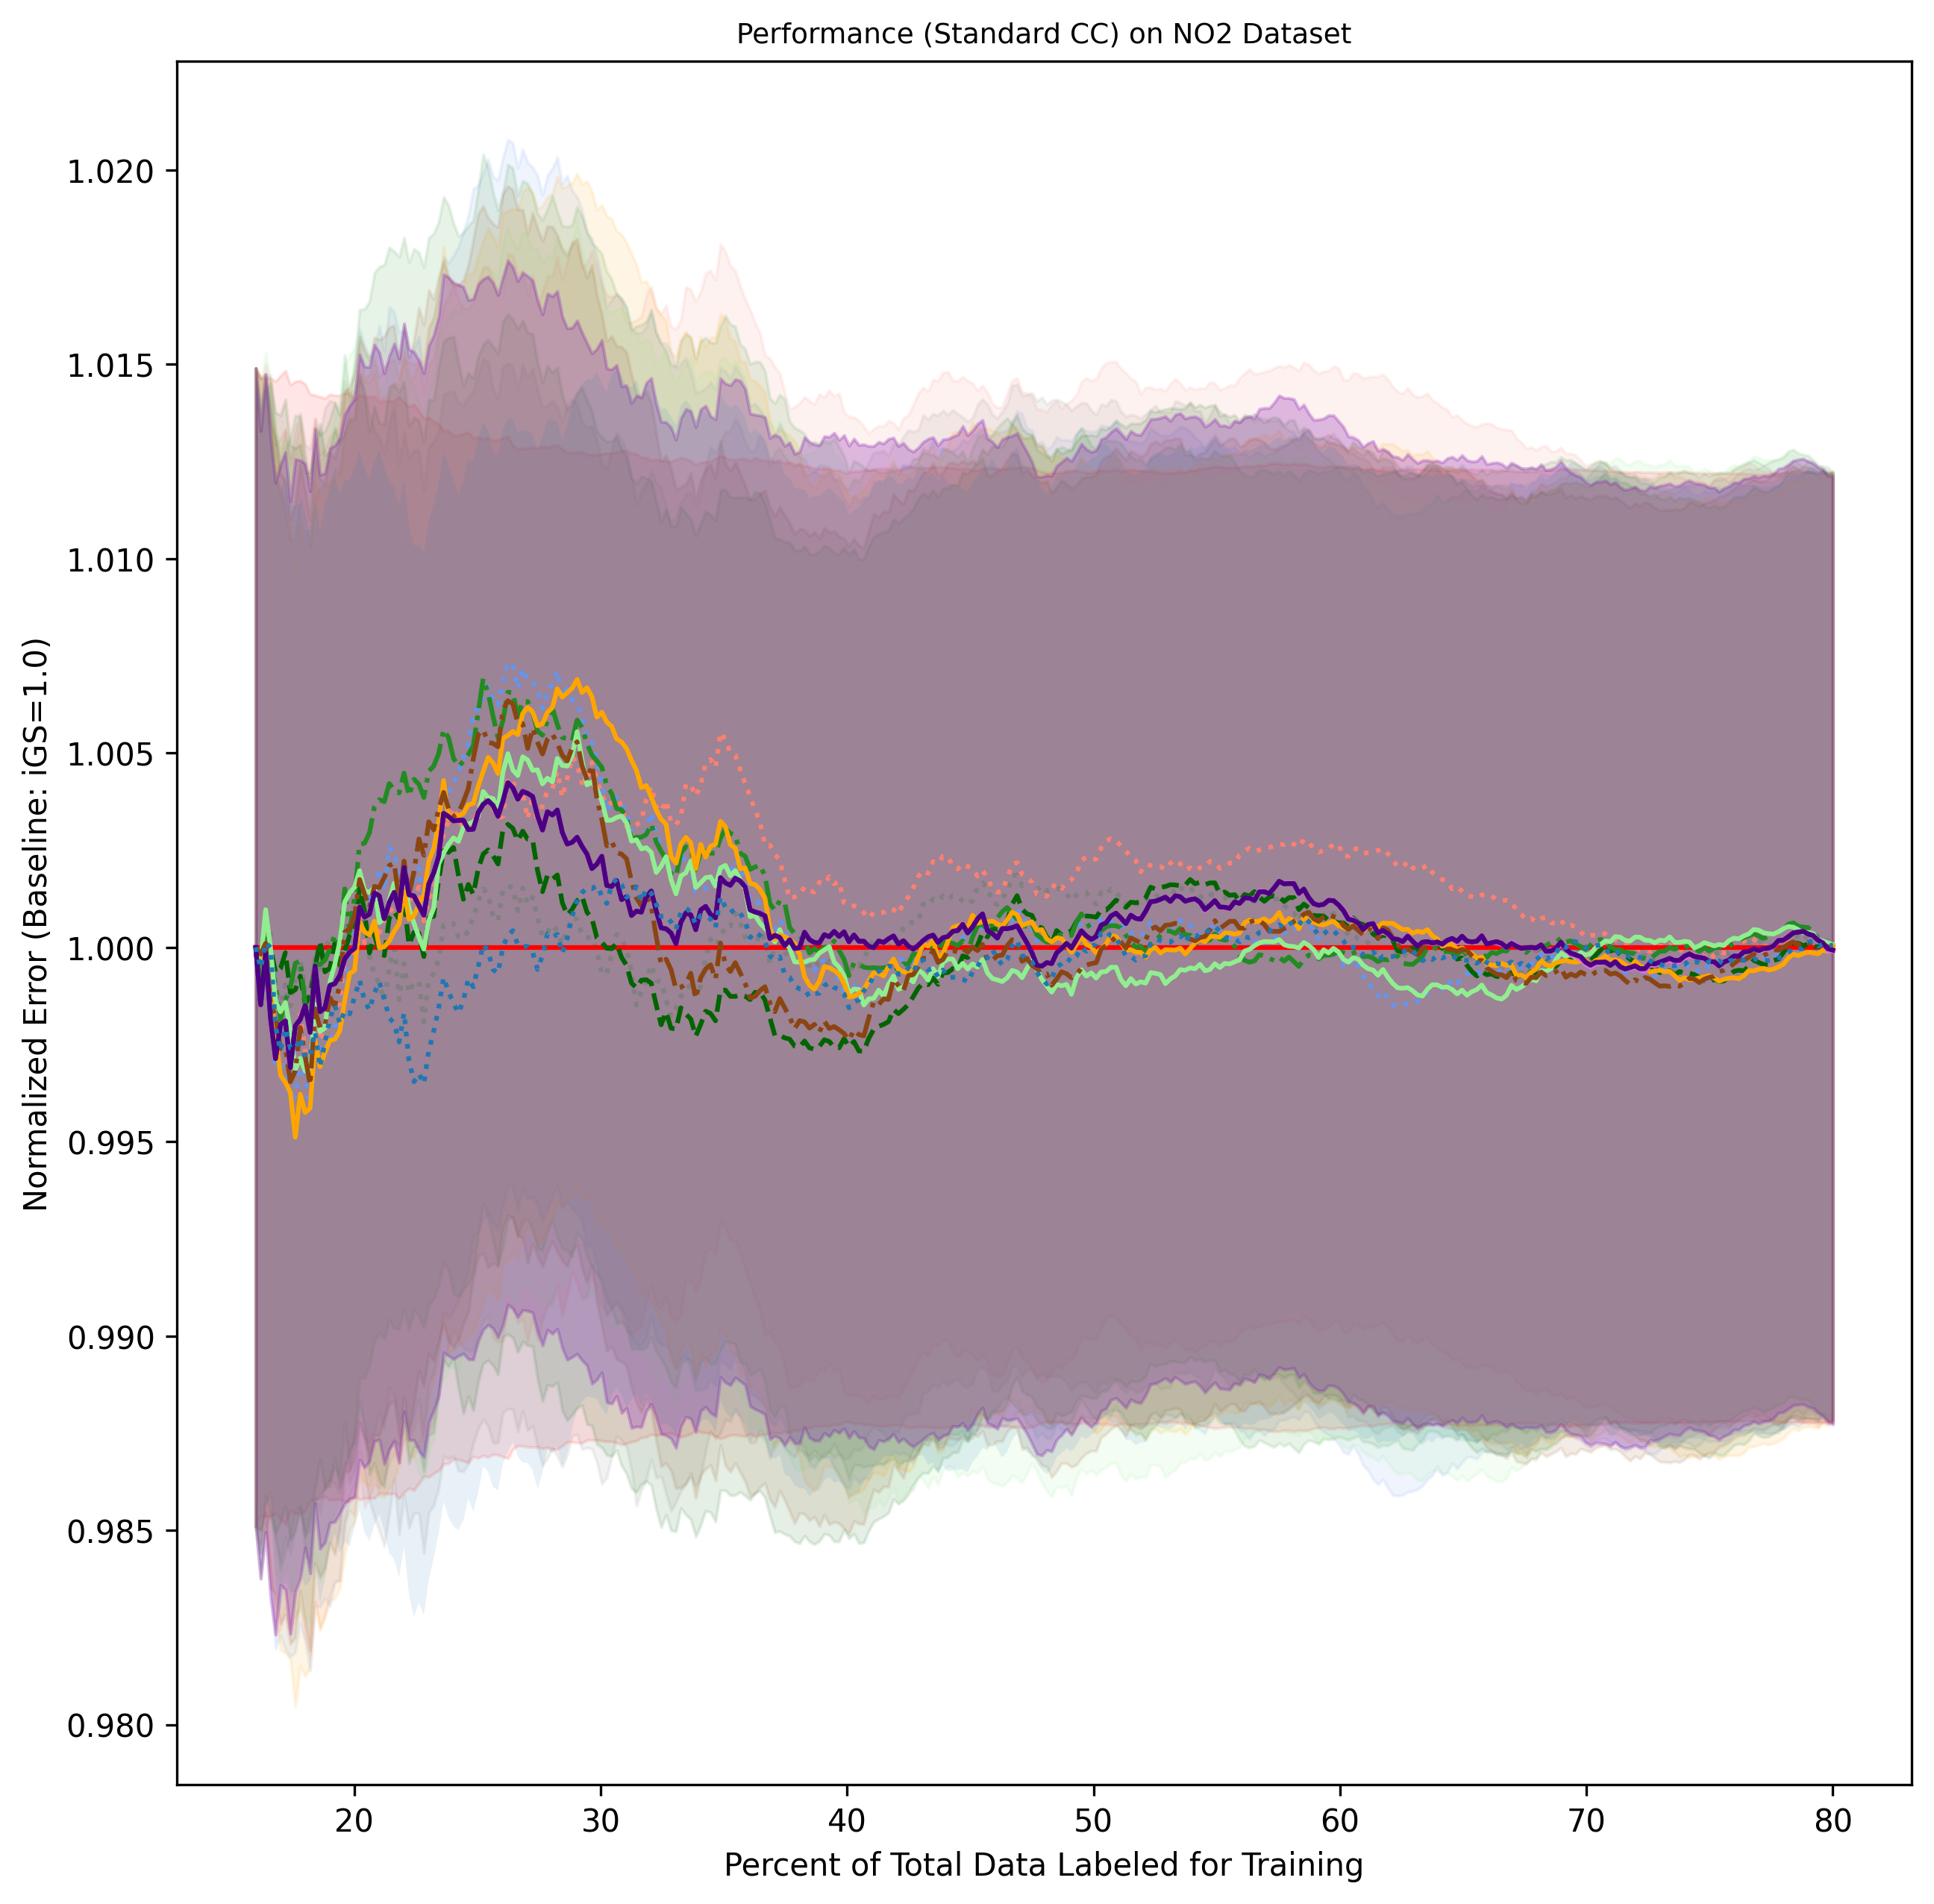 Performance (Standard CC) on NO2 Dataset
Normalized Error (Baseline: iGS=1.0)
1.020
1.015
1.010
1.005
1.000
0.995
0.990
0.985
0.980
20 30 40 50 60 70 80
Percent of Total Data Labeled for Training